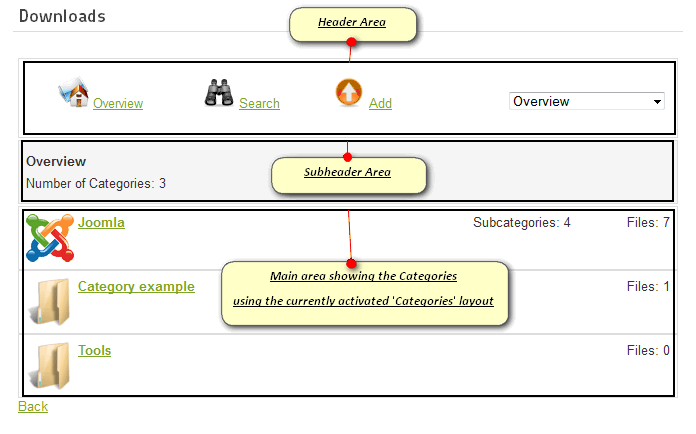 Downloads
Header Area
Overview
Search
Add
Overview
Overview
Number of Categories: 3
Subheader Area
Joomla
Subcategories: 4
Files: 7
Main area showing the Categories
using the currently activated 'Categories' layout
Category example
Files: 1
Tools
Files: 0
Back